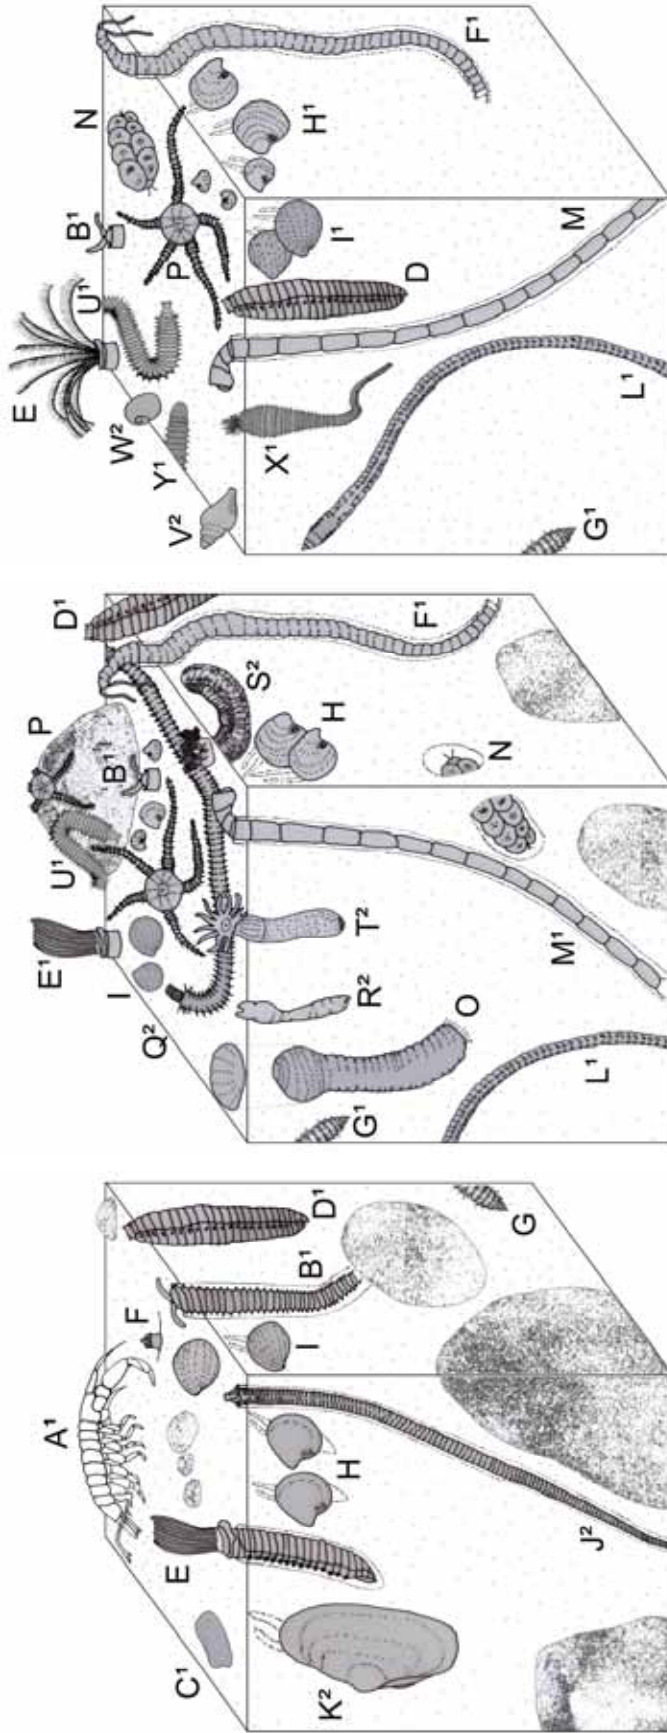 A¹
F
E
C¹
D¹
B¹
I
H
K²
G
J²
P
E¹
D¹
U¹
B¹
I
Q²
S²
H
T²
R²
O
G¹
F¹
N
M¹
L¹
E
B¹
N
U¹
W²
Y¹
P
V²
X¹
H¹
I¹
D
F¹
M
G¹
L¹